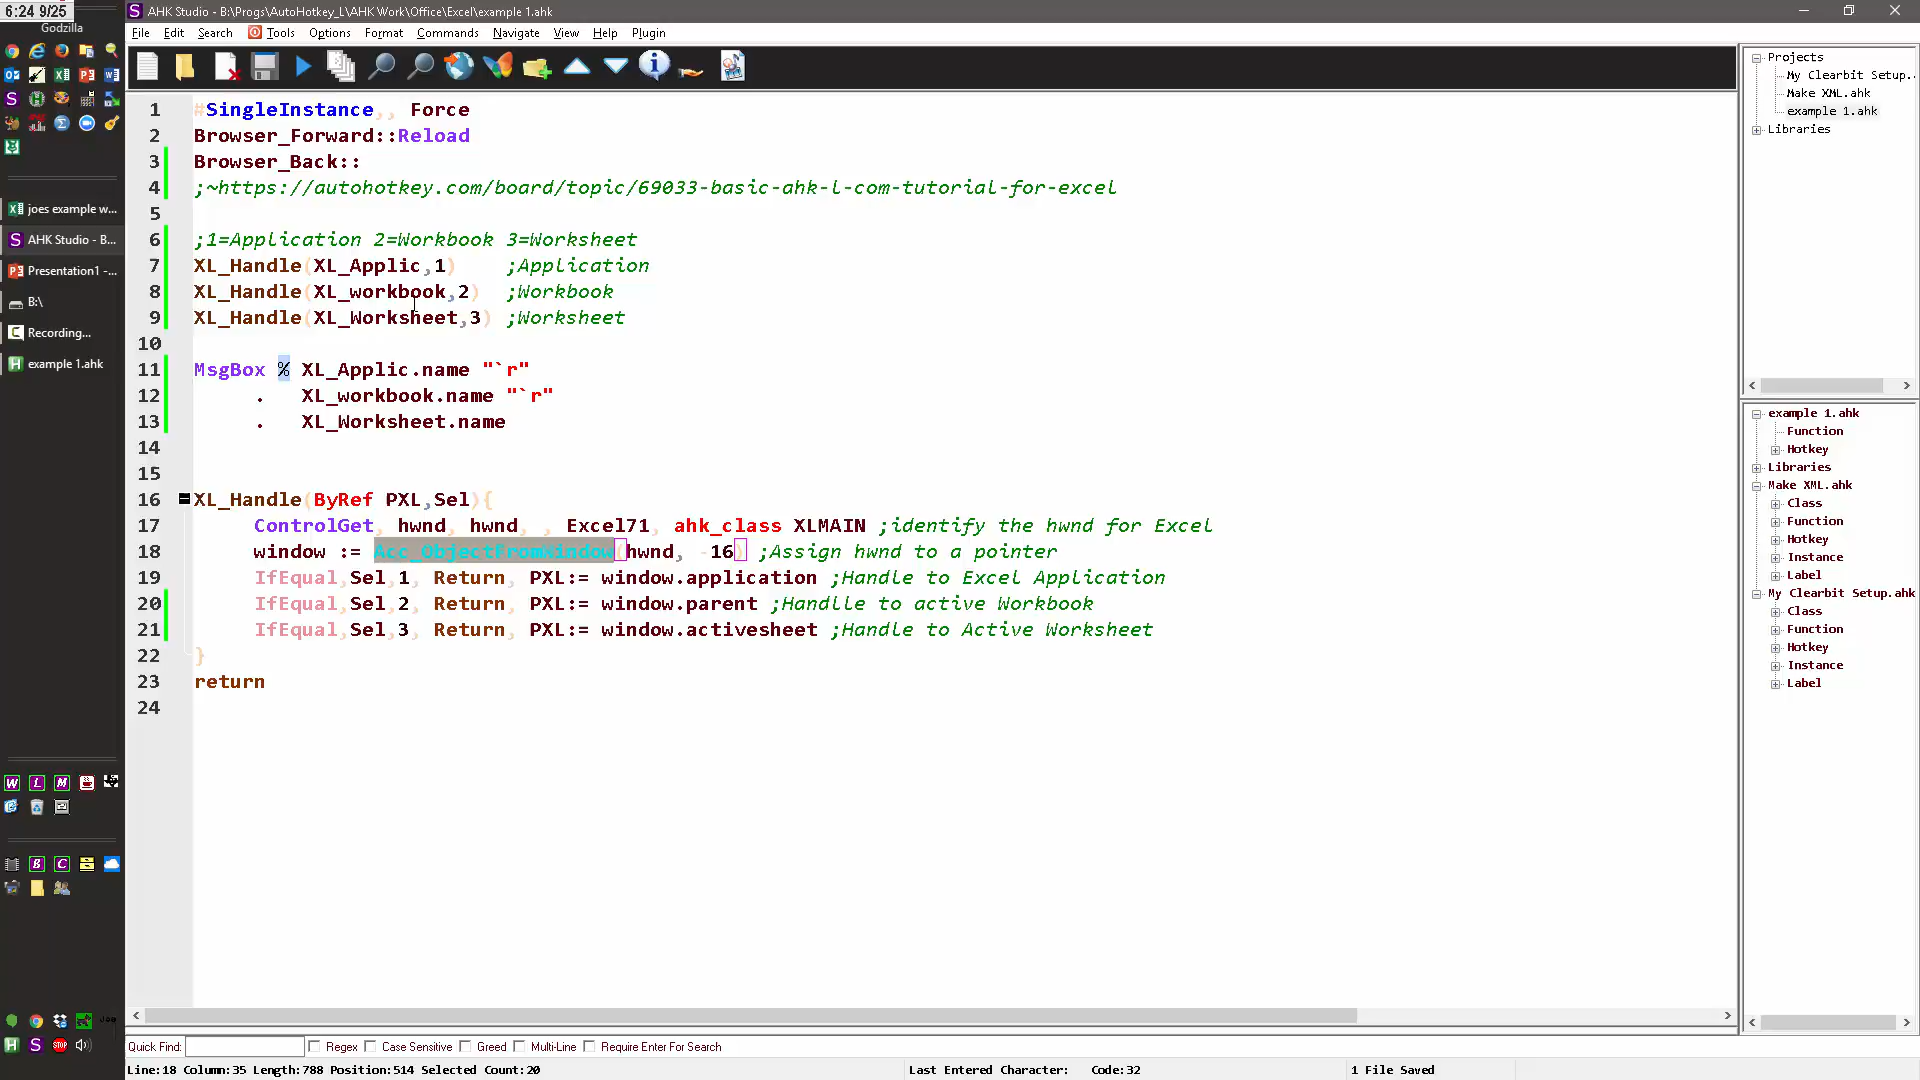 6:24 9/25
Godzilla
AHK Studio - B:\Progs\AutoHotkey_L\AHK Work\Office\Excel\example 1.ahk
File Edit Search Tools Options Format Commands Navigate View Help Plugin
joes example w...
AHK Studio - B...
Presentation1 -...
B:\
Recording...
example 1.ahk
1 #SingleInstance,, Force
2 Browser_Forward::Reload
3 Browser_Back::
4 ;~https://autohotkey.com/board/topic/69033-basic-ahk-l-com-tutorial-for-excel
5
6 ;1=Application 2=Workbook 3=Worksheet
7 XL_Handle(XL_Applic,1) ;Application
8 XL_Handle(XL_workbook,2) ;Workbook
9 XL_Handle(XL_Worksheet,3) ;Worksheet
10
11 MsgBox % XL_Applic.name "`r"
12 . XL_workbook.name "`r"
13 . XL_Worksheet.name
14
15
16 XL_Handle(ByRef PXL,Sel){
17 ControlGet, hwnd, hwnd, , Excel71, ahk_class XLMAIN ;identify the hwnd for Excel
18 window := Acc_ObjectFromWindow(hwnd, -16) ;Assign hwnd to a pointer
19 IfEqual,Sel,1, Return, PXL:= window.application ;Handle to Excel Application
20 IfEqual,Sel,2, Return, PXL:= window.parent ;Handlle to active Workbook
21 IfEqual,Sel,3, Return, PXL:= window.activesheet ;Handle to Active Worksheet
22 }
23 return
24
Projects
My Clearbit Setup.
Make XML.ahk
example 1.ahk
Libraries
example 1.ahk
Function
Hotkey
Libraries
Make XML.ahk
Class
Function
Hotkey
Instance
Label
My Clearbit Setup.ahk
Class
Function
Hotkey
Instance
Label
Quick Find: Regex Case Sensitive Greed Multi-Line Require Enter For Search
Line:18 Column:35 Length:788 Position:514 Selected Count:20 Last Entered Character: Code:32 1 File Saved